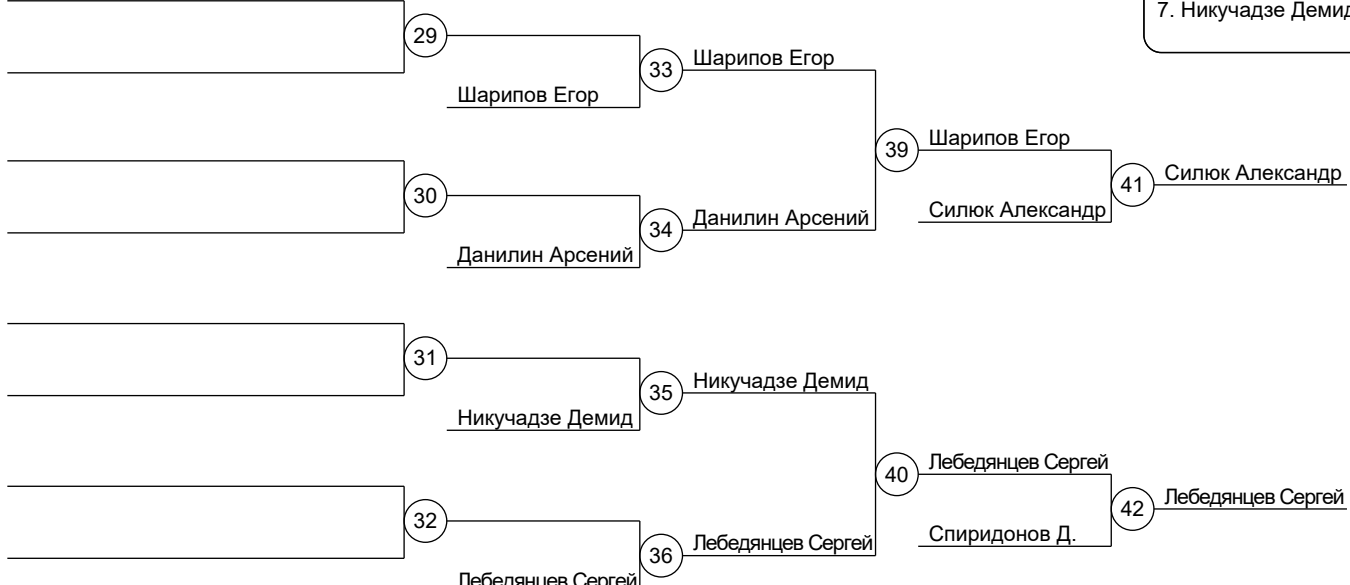 7. Никучадзе Демид
29
33
Шарипов Егор
Шарипов Егор
39
Шарипов Егор
41
Силюк Александр
30
Силюк Александр
34
Данилин Арсений
Данилин Арсений
31
35
Никучадзе Демид
Никучадзе Демид
40
Лебедянцев Сергей
42
Лебедянцев Сергей
32
Спиридонов Д.
36
Лебедянцев Сергей
Лебедянцев Сергей